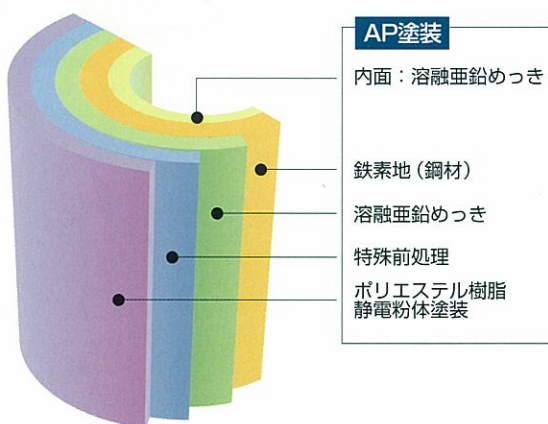 AP塗装
内面：溶融亜鉛めっき
鉄素地（鋼材）
溶融亜鉛めっき
特殊前処理
ポリエステル樹脂
静電粉体塗装